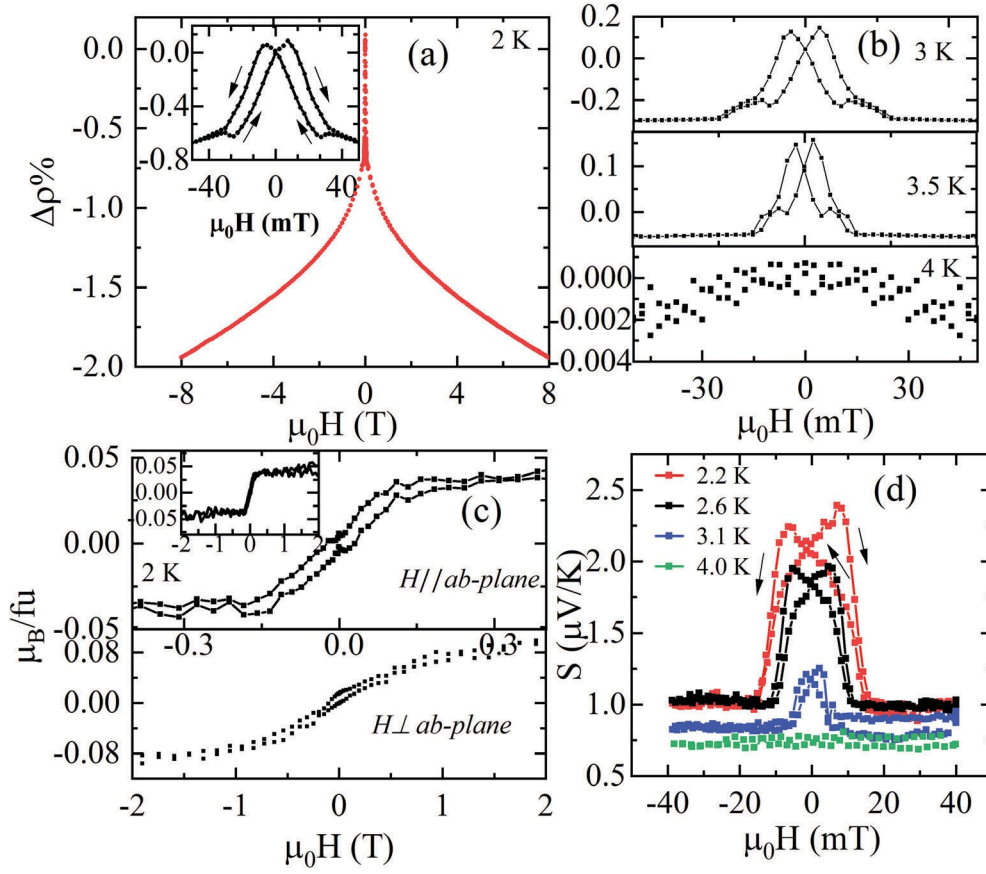 (a)
2 K
Δρ%
0.0
-0.5
-1.0
-1.5
-2.0
-8 -4 0 4 8
μ₀H (T)
0.0
-0.4
-0.8
-40 0 40
μ₀H (mT)
(b)
0.2
0.0
-0.2
3 K
0.1
0.0
3.5 K
0.000
-0.002
-0.004
4 K
-30 0 30
μ₀H (mT)
(c)
μB/fu
0.05
0.00
-0.05
0.05
0.00
0.05
-2 -1 0 1 2
2 K
H//ab-plane
-0.3 0.0 0.3
0.08
0.00
-0.08
H⊥ ab-plane
-2 -1 0 1 2
μ₀H (T)
(d)
2.2 K
2.6 K
3.1 K
4.0 K
S (μV/K)
2.5
2.0
1.5
1.0
0.5
-40 -20 0 20 40
μ₀H (mT)